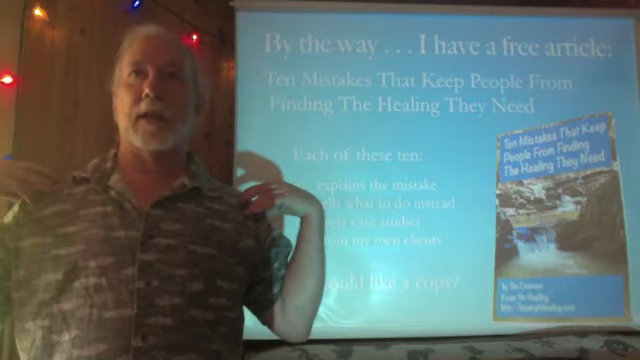 By the way . . . I have a free article:
Ten Mistakes That Keep People From
Finding The Healing They Need
Each of these ten:
explains the mistake
what to do instead
case studies
from my own clients
like a copy?
Ten Mistakes That Keep
People From Finding
The Healing They Need
by
Healing